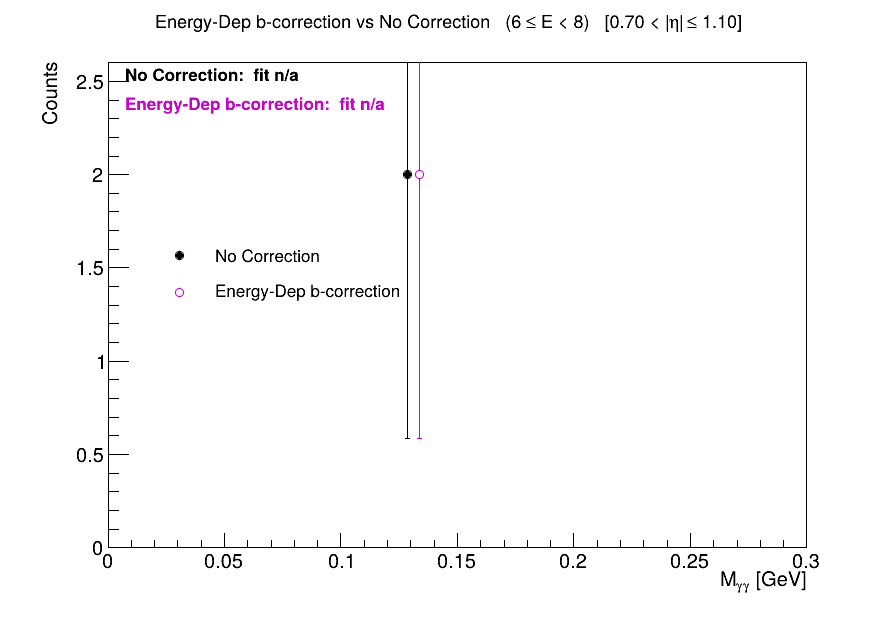 Energy-Dep b-correction vs No Correction (6 ≤ E < 8) [0.70 < |η| ≤ 1.10]
Counts
No Correction: fit n/a
Energy-Dep b-correction: fit n/a
No Correction
Energy-Dep b-correction
2.5
2
1.5
1
0.5
0
0 0.05 0.1 0.15 0.2 0.25 0.3
M_γγ [GeV]